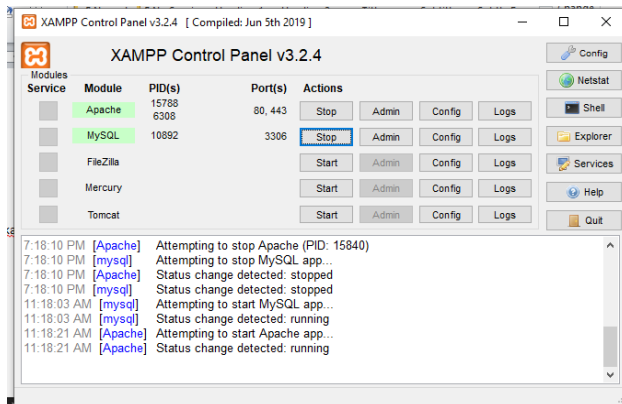 XAMPP Control Panel v3.2.4 [ Compiled: Jun 5th 2019 ]
XAMPP Control Panel v3.2.4
Config
Modules
Service Module PID(s) Port(s) Actions
Netstat
Apache 15788 6308 80, 443 Stop Admin Config Logs
Shell
MySQL 10892 3306 Stop Admin Config Logs
Explorer
FileZilla Start Admin Config Logs
Services
Mercury Start Admin Config Logs
Help
Tomcat Start Admin Config Logs
Quit
7:18:10 PM [Apache] Attempting to stop Apache (PID: 15840)
7:18:10 PM [mysql] Attempting to stop MySQL app...
7:18:10 PM [Apache] Status change detected: stopped
7:18:10 PM [mysql] Status change detected: stopped
11:18:03 AM [mysql] Attempting to start MySQL app...
11:18:03 AM [mysql] Status change detected: running
11:18:21 AM [Apache] Attempting to start Apache app...
11:18:21 AM [Apache] Status change detected: running